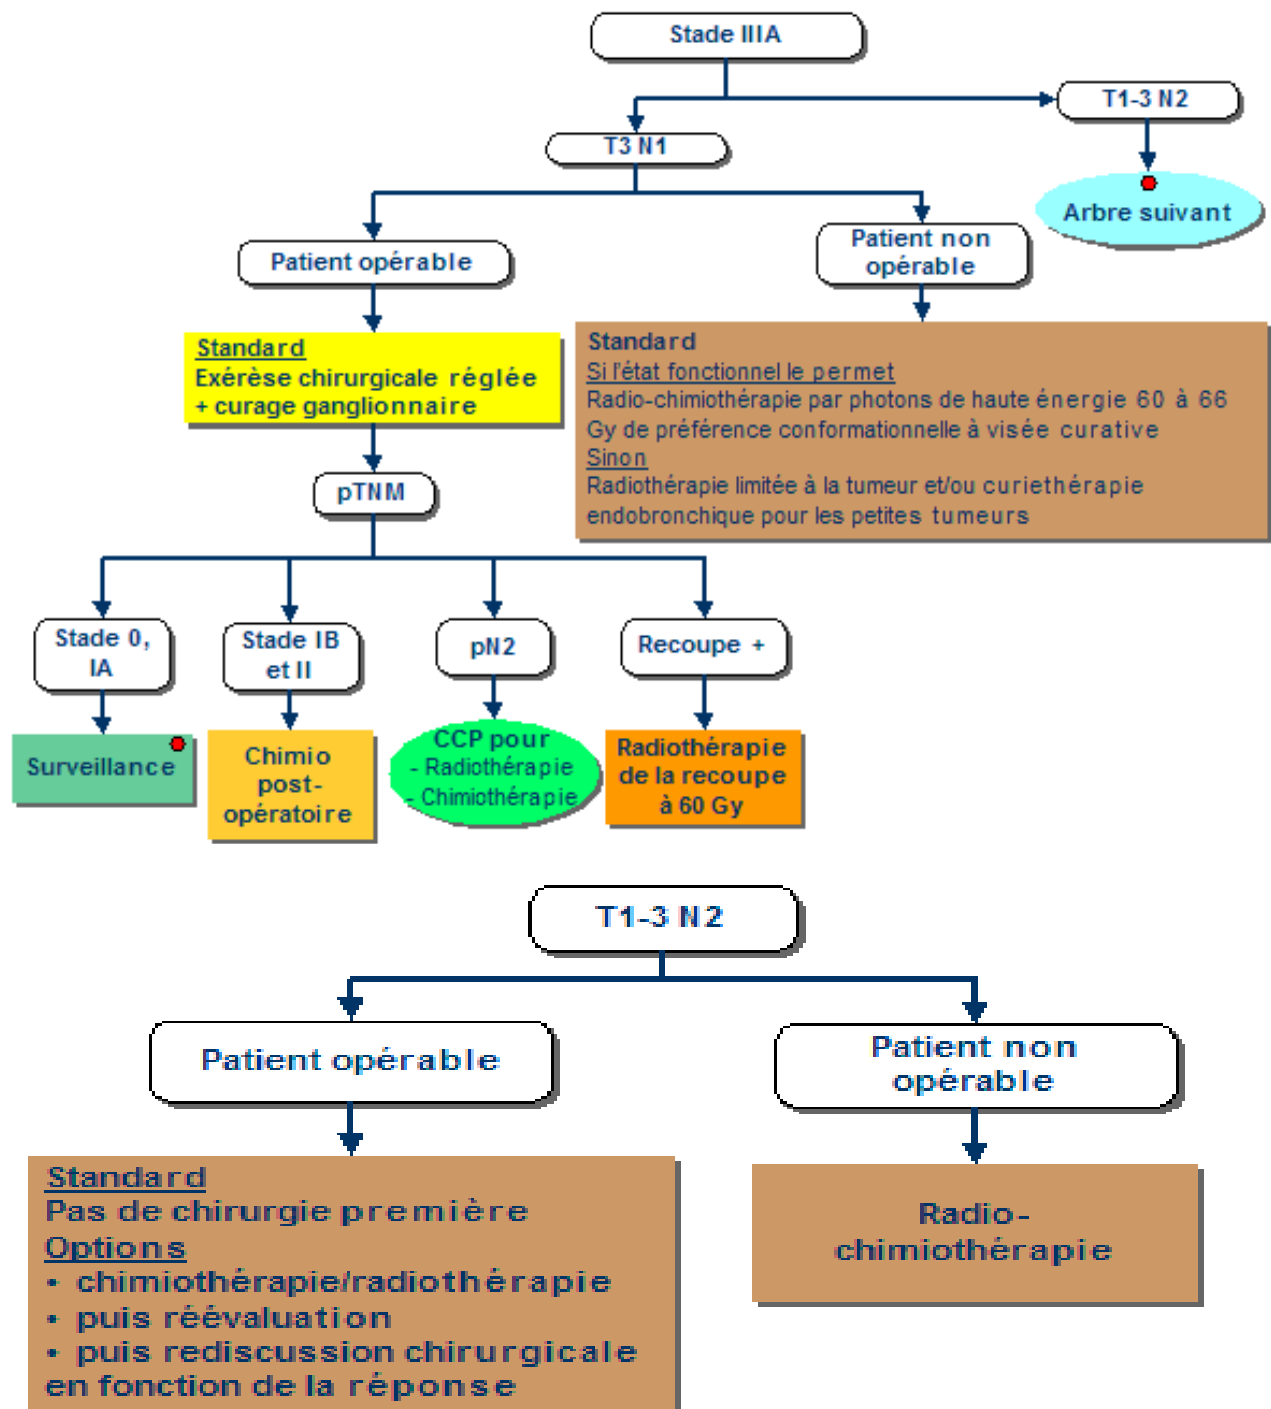 Stade IIIA
T1-3 N2
T3 N1
Arbre suivant
Patient opérable
Patient non
opérable
Standard
Exérèse chirurgicale réglée
+ curage ganglionnaire
Standard
Si l'état fonctionnel le permet
Radio-chimiothérapie par photons de haute énergie 60 à 66
Gy de préférence conformationnelle à visée curative
Sinon
Radiothérapie limitée à la tumeur et/ou curiethérapie
endobronchique pour les petites tumeurs
pTNM
Stade 0,
IA
Stade IB
et II
pN2
Recoupe +
Surveillance
Chimio
post-
opératoire
CCP pour
- Radiothérapie
- Chimiothérapie
Radiothérapie
de la recoupe
à 60 Gy
T1-3 N2
Patient opérable
Patient non
opérable
Standard
Pas de chirurgie première
Options
• chimiothérapie/radiothérapie
• puis réévaluation
• puis rediscussion chirurgicale
en fonction de la réponse
Radio-
chimiothérapie